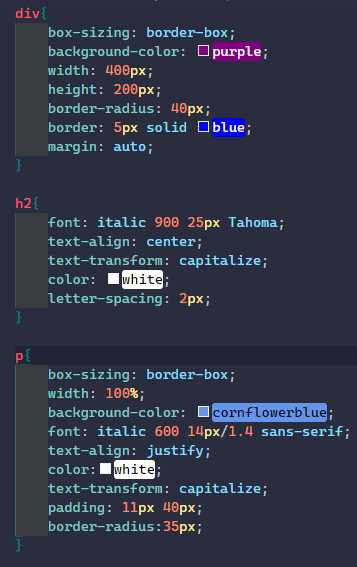 div{
box-sizing: border-box;
background-color: purple;
width: 400px;
height: 200px;
border-radius: 40px;
border: 5px solid blue;
margin: auto;
}
h2{
font: italic 900 25px Tahoma;
text-align: center;
text-transform: capitalize;
color: white;
letter-spacing: 2px;
}
p{
box-sizing: border-box;
width: 100%;
background-color: cornflowerblue;
font: italic 600 14px/1.4 sans-serif;
text-align: justify;
color:white;
text-transform: capitalize;
padding: 11px 40px;
border-radius:35px;
}